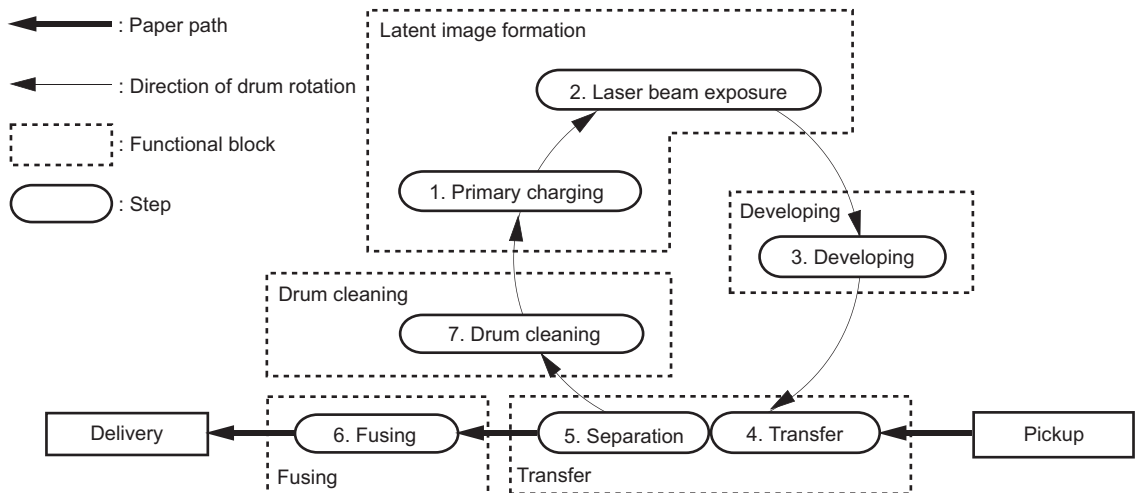 : Paper path
: Direction of drum rotation
: Functional block
: Step
Latent image formation
2. Laser beam exposure
1. Primary charging
Developing
3. Developing
Drum cleaning
7. Drum cleaning
Delivery
6. Fusing
5. Separation
4. Transfer
Pickup
Fusing
Transfer